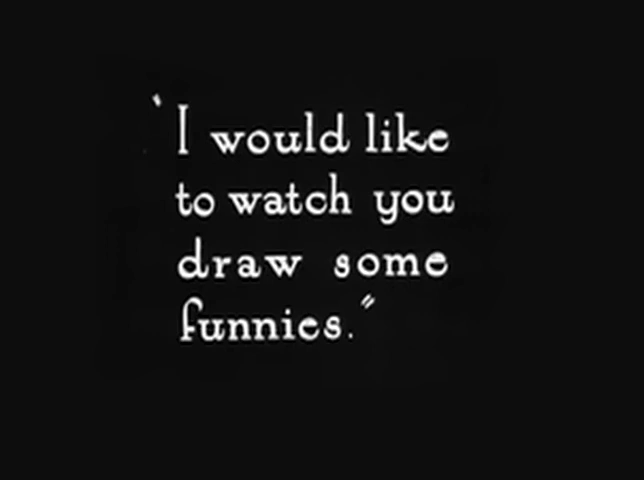 ‘I would like
to watch you
draw some
funnies.”